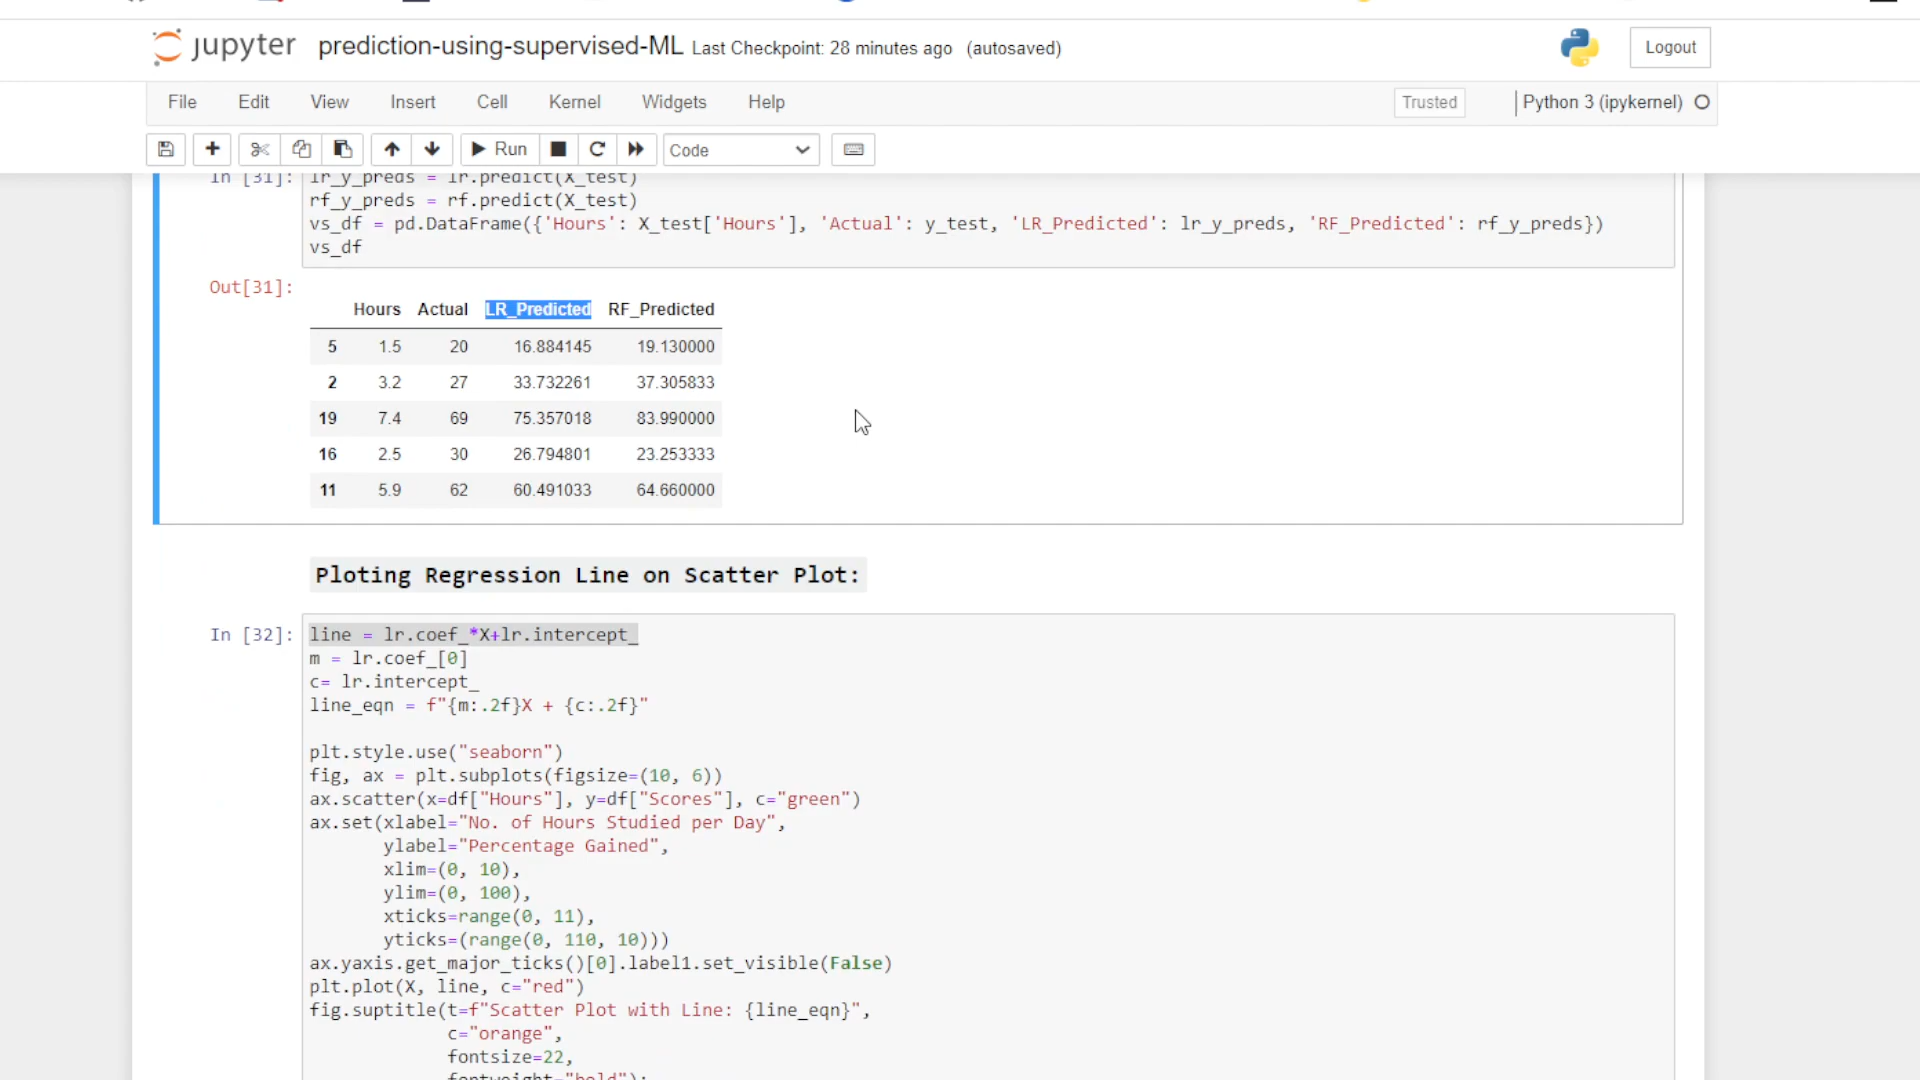 jupyter prediction-using-supervised-ML Last Checkpoint: 28 minutes ago (autosaved)
Logout
File Edit View Insert Cell Kernel Widgets Help
Trusted
Python 3 (ipykernel)
Run
Code
In [31]: lr_y_preds = lr.predict(X_test)
rf_y_preds = rf.predict(X_test)
vs_df = pd.DataFrame({'Hours': X_test['Hours'], 'Actual': y_test, 'LR_Predicted': lr_y_preds, 'RF_Predicted': rf_y_preds})
vs_df
Out[31]:
Hours Actual LR_Predicted RF_Predicted
5 1.5 20 16.884145 19.130000
2 3.2 27 33.732261 37.305833
19 7.4 69 75.357018 83.990000
16 2.5 30 26.794801 23.253333
11 5.9 62 60.491033 64.660000
Ploting Regression Line on Scatter Plot:
In [32]: line = lr.coef_*X+lr.intercept_
m = lr.coef_[0]
c= lr.intercept_
line_eqn = f"{m:.2f}X + {c:.2f}"
plt.style.use("seaborn")
fig, ax = plt.subplots(figsize=(10, 6))
ax.scatter(x=df["Hours"], y=df["Scores"], c="green")
ax.set(xlabel="No. of Hours Studied per Day",
ylabel="Percentage Gained",
xlim=(0, 10),
ylim=(0, 100),
xticks=range(0, 11),
yticks=(range(0, 110, 10)))
ax.yaxis.get_major_ticks()[0].label1.set_visible(False)
plt.plot(X, line, c="red")
fig.suptitle(t=f"Scatter Plot with Line: {line_eqn}",
c="orange",
fontsize=22,
fontweight="bold");